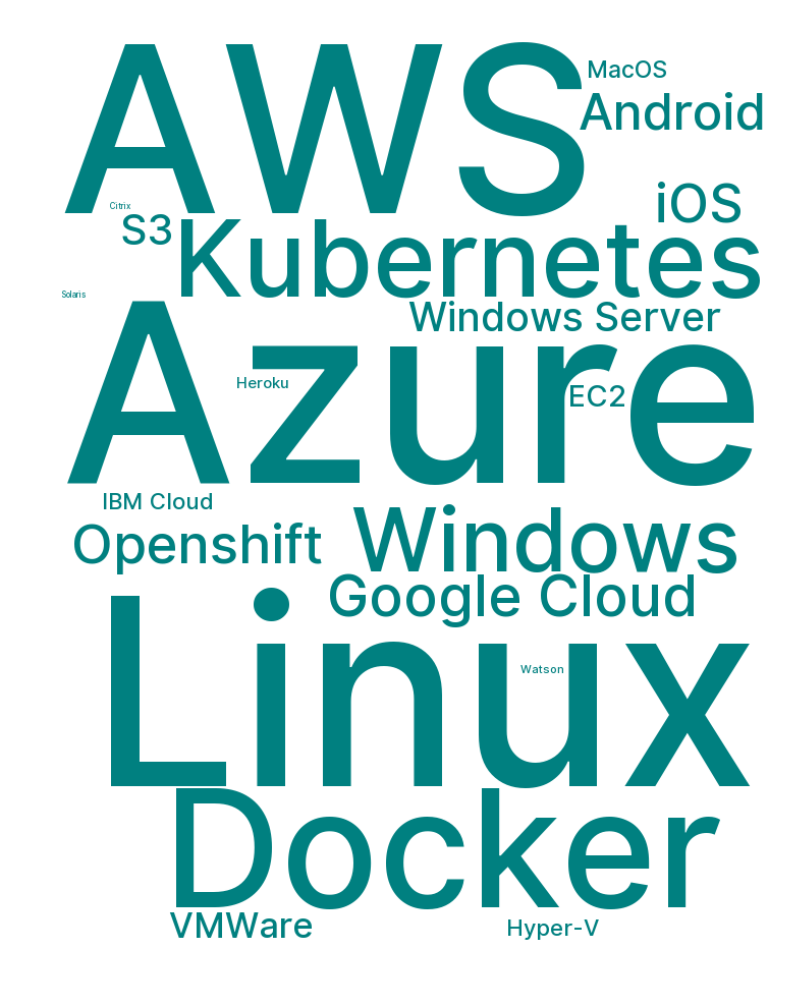 AWS
MacOS
Android
iOS
Citrix
S3
Kubernetes
Solaris
Windows Server
Azure
Heroku
EC2
IBM Cloud
Openshift
Windows
Google Cloud
Linux
Watson
Docker
VMWare
Hyper-V